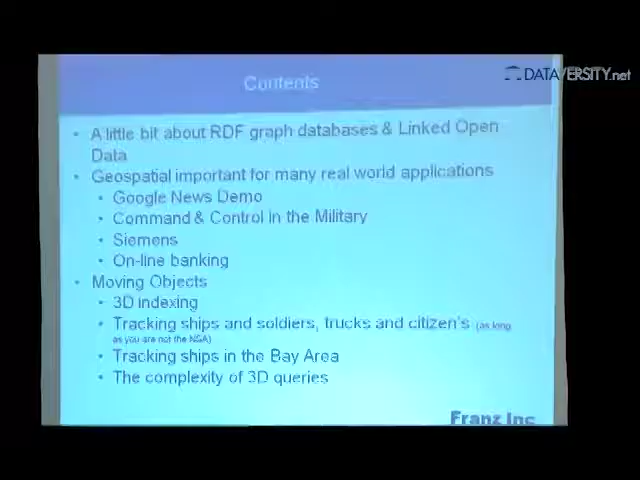 DATAVERSITY.net
Contents
• A little bit about RDF graph databases & Linked Open
Data
• Geospatial important for many real world applications
• Google News Demo
• Command & Control in the Military
• Siemens
• On-line banking
• Moving Objects
• 3D indexing
• Tracking ships and soldiers, trucks and citizen's (as long
as you are not the NSA)
• Tracking ships in the Bay Area
• The complexity of 3D queries
Franz Inc